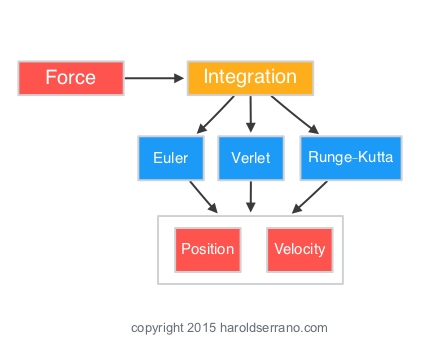 Force
Integration
Euler
Verlet
Runge-Kutta
Position
Velocity
copyright 2015 haroldserrano.com